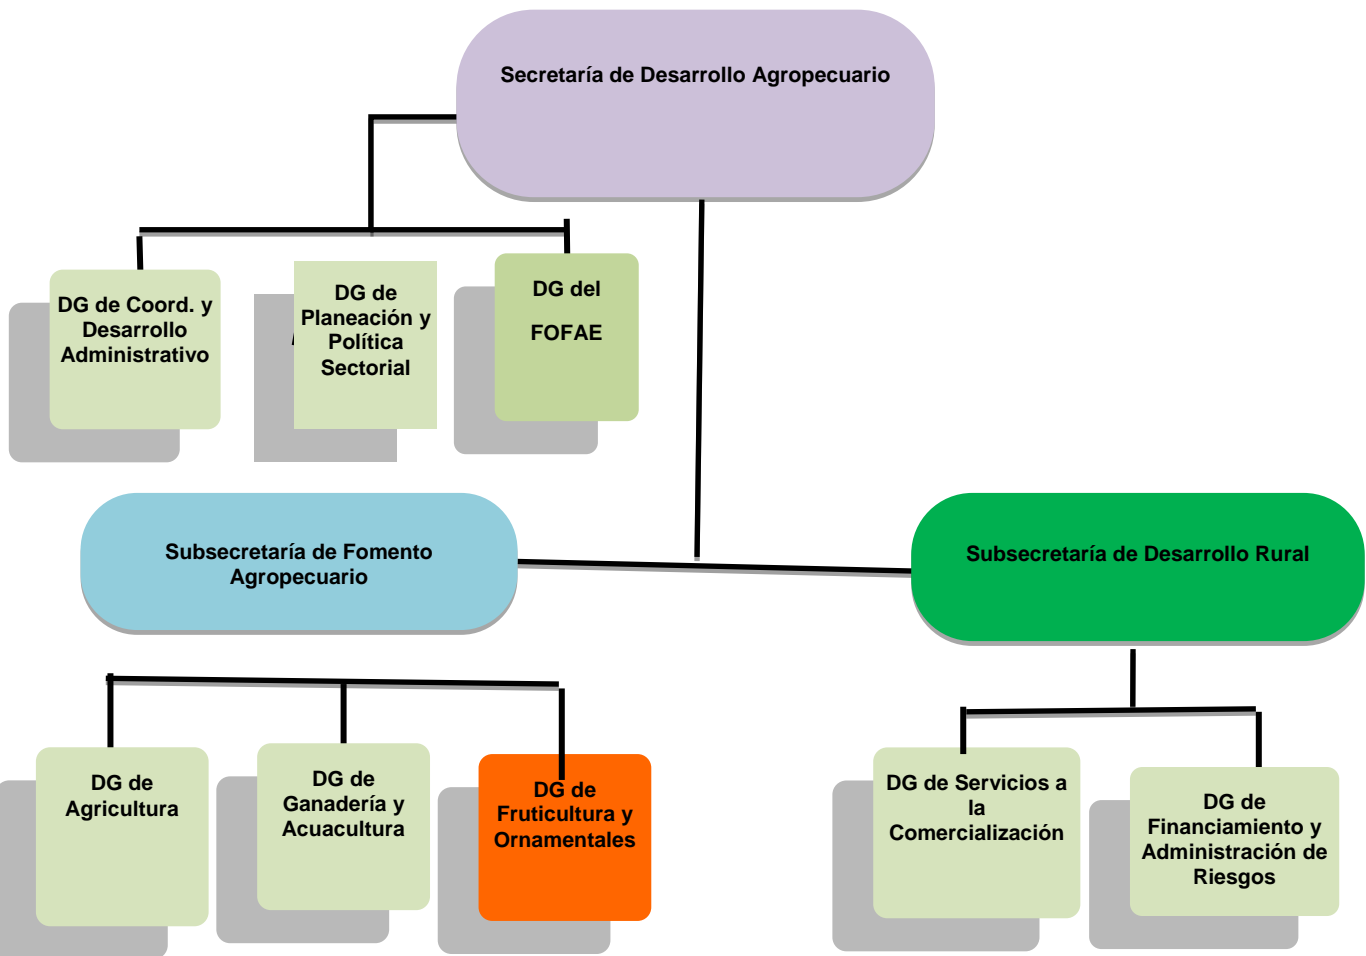 Secretaría de Desarrollo Agropecuario
DG de Coord. y
Desarrollo
Administrativo
DG de
Planeación y
Política
Sectorial
DG del
FOFAE
Subsecretaría de Fomento
Agropecuario
Subsecretaría de Desarrollo Rural
DG de
Agricultura
DG de
Ganadería y
Acuacultura
DG de
Fruticultura y
Ornamentales
DG de Servicios a
la
Comercialización
DG de
Financiamiento y
Administración de
Riesgos